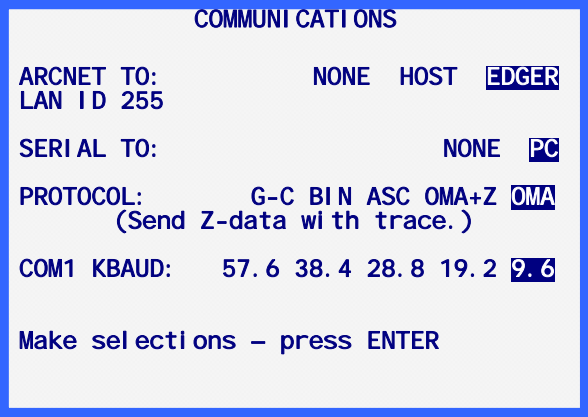 COMMUNICATIONS
ARCNET TO: NONE HOST EDGER
LAN ID 255
SERIAL TO: NONE PC
PROTOCOL: G-C BIN ASC OMA+Z OMA
(Send Z-data with trace.)
COM1 KBAUD: 57.6 38.4 28.8 19.2 9.6
Make selections – press ENTER